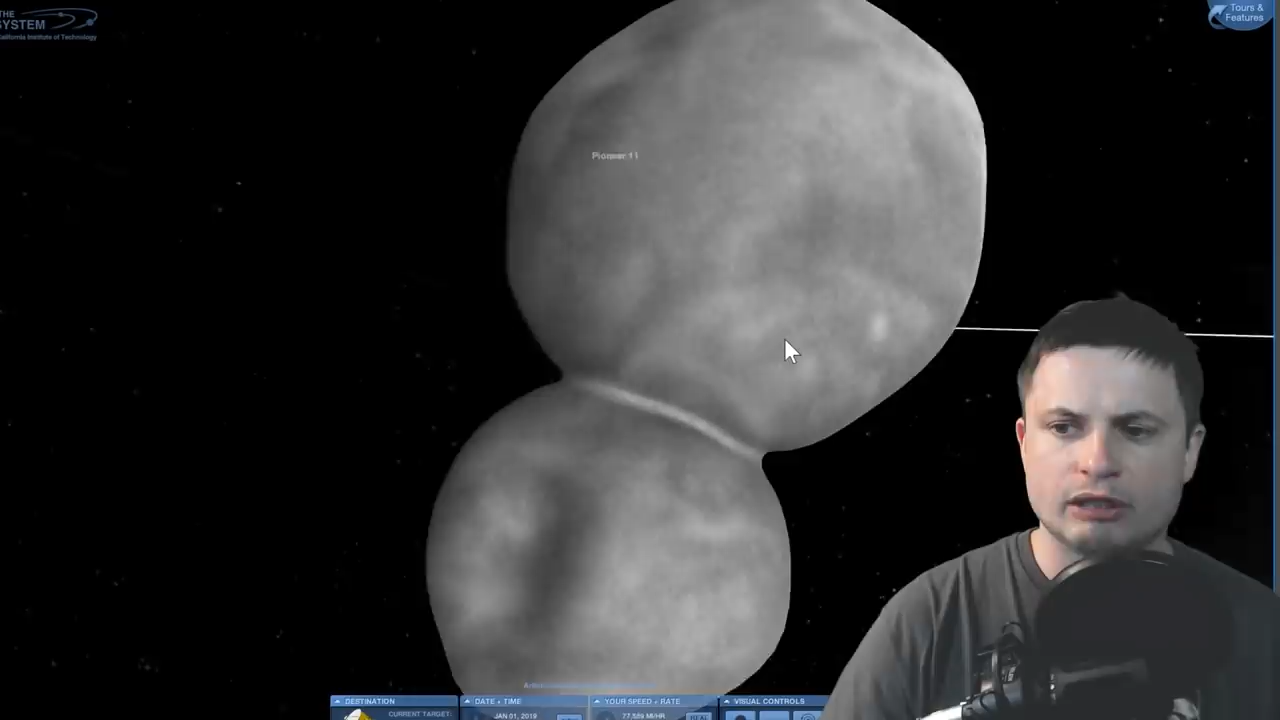 THE
SYSTEM
California Institute of Technology
Tours &
Features
Pioneer 11
DESTINATION
DATE + TIME
YOUR SPEED + RATE
VISUAL CONTROLS
CURRENT TARGET:
JAN 01, 2019
REAL